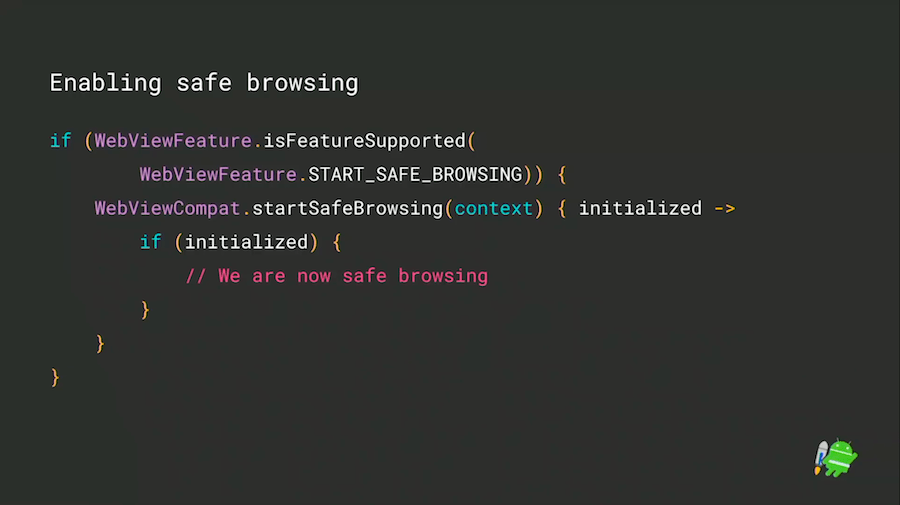 Enabling safe browsing
if (WebViewFeature.isFeatureSupported(
WebViewFeature.START_SAFE_BROWSING)) {
WebViewCompat.startSafeBrowsing(context) { initialized ->
if (initialized) {
// We are now safe browsing
}
}
}